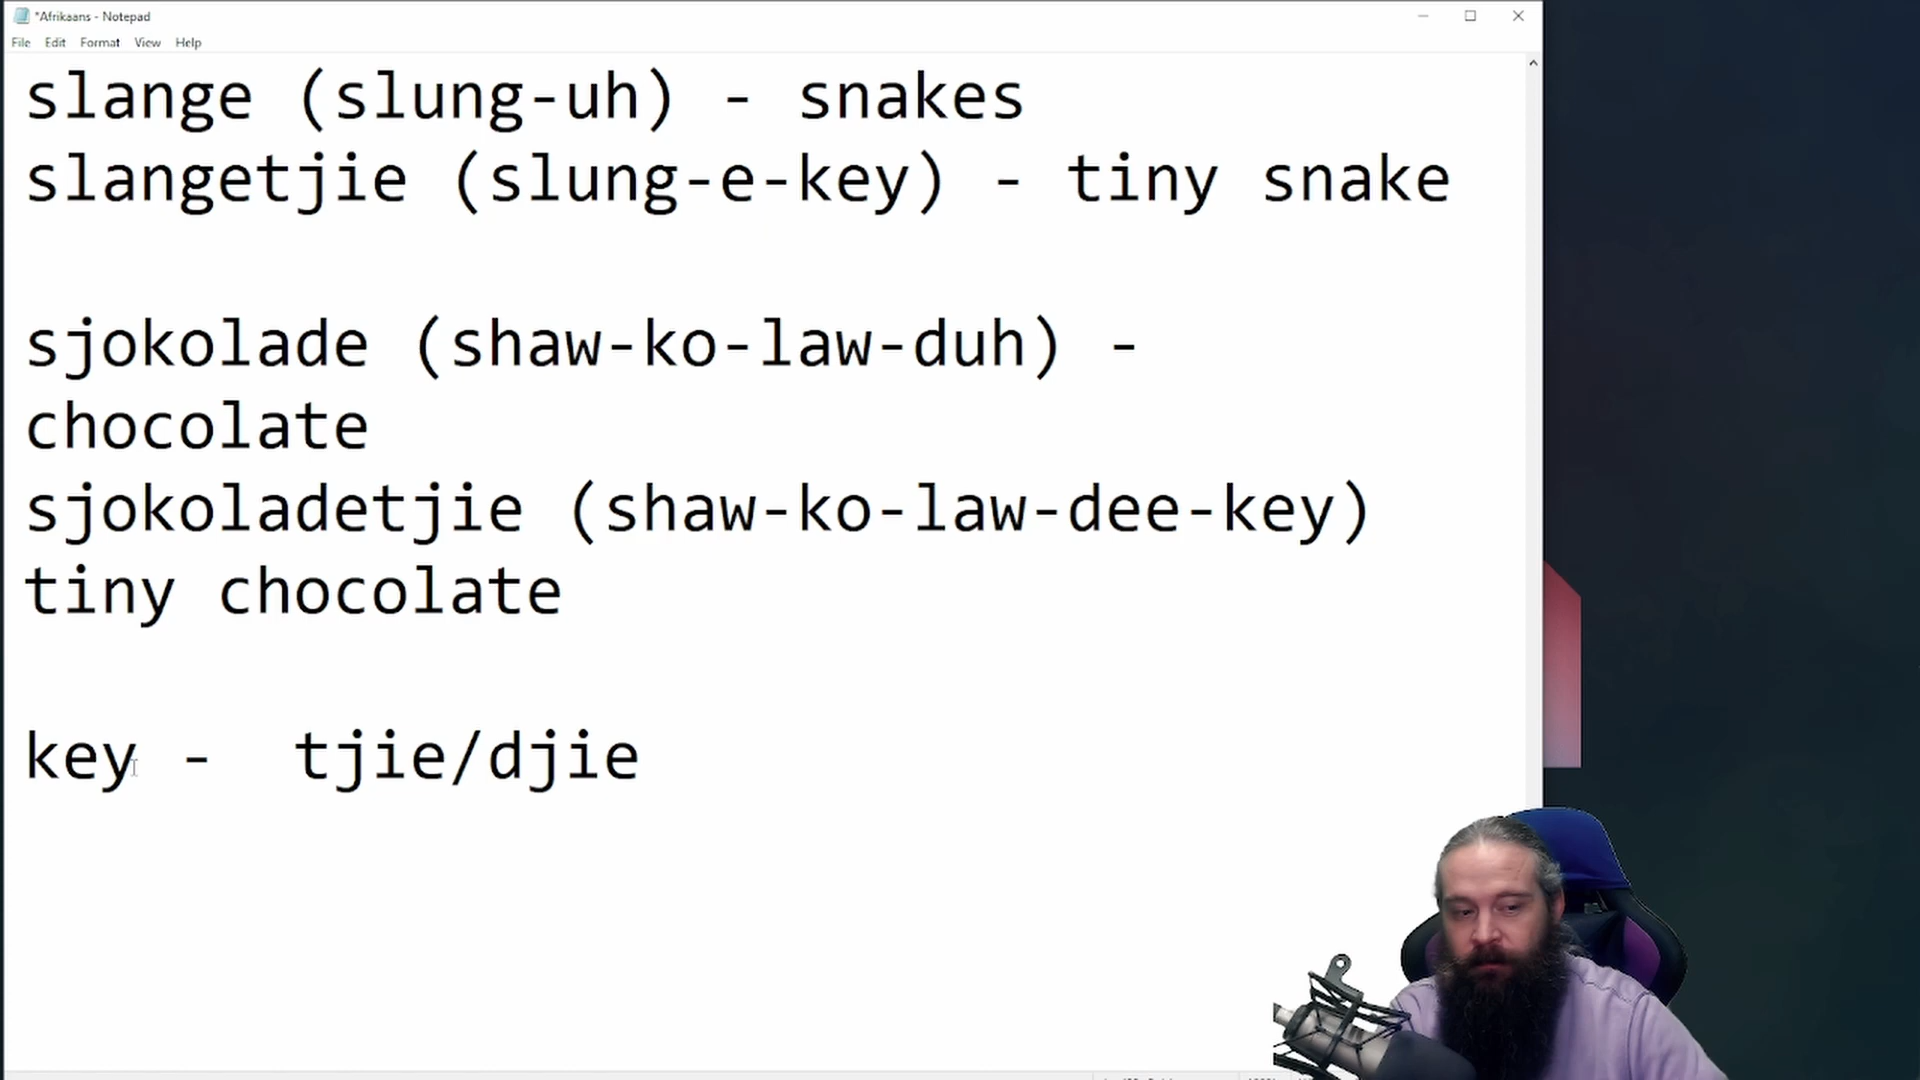 *Afrikaans - Notepad
File Edit Format View Help
slange (slung-uh) - snakes
slangetjie (slung-e-key) - tiny snake
sjokolade (shaw-ko-law-duh) -
chocolate
sjokoladetjie (shaw-ko-law-dee-key)
tiny chocolate
key - tjie/djie